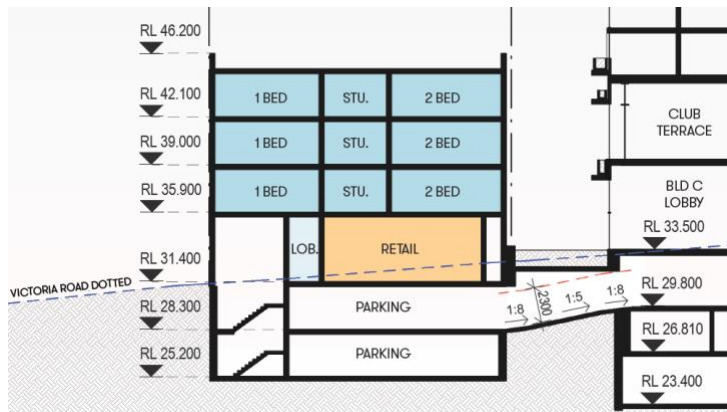 RL 46.200
RL 42.100
1 BED
STU.
2 BED
CLUB
TERRACE
RL 39.000
1 BED
STU.
2 BED
RL 35.900
1 BED
STU.
2 BED
BLD C
LOBBY
RL 33.500
RL 31.400
LOB.
RETAIL
VICTORIA ROAD DOTTED
RL 29.800
RL 28.300
PARKING
2300
1:8
1:5
1:8
RL 26.810
RL 25.200
PARKING
RL 23.400